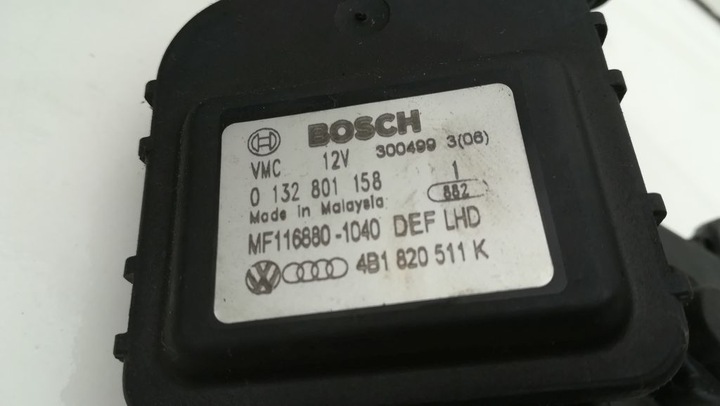 BOSCH
VMC 12V 300499 3(06)
0 132 801 158 1
Made in Malaysia 882
MF116880-1040 DEF LHD
4B1 820 511 K